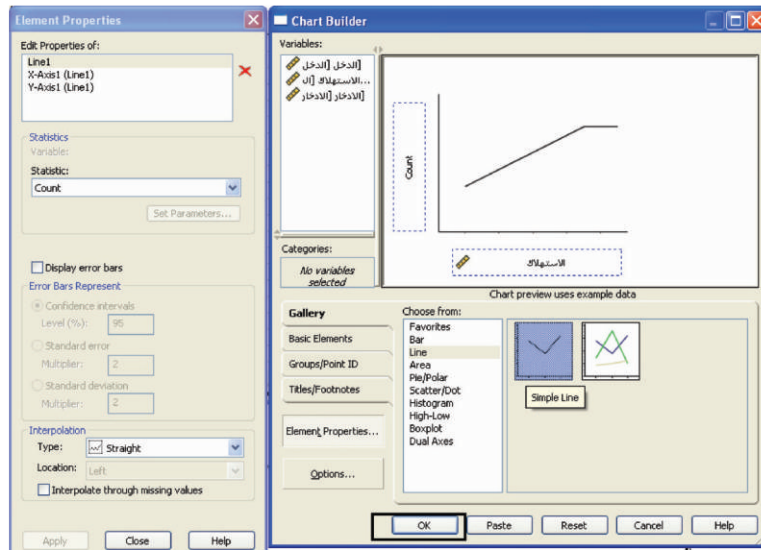 Element Properties
Edit Properties of:
Line1
X-Axis1 (Line1)
Y-Axis1 (Line1)
Statistics
Variable:
Statistic:
Count
Set Parameters...
Display error bars
Error Bars Represent
Confidence intervals
Level (%): 95
Standard error
Multiplier: 2
Standard deviation
Multiplier: 2
Interpolation
Type: Straight
Location: Left
Interpolate through missing values
Apply Close Help
Chart Builder
Variables:
الدخل [الدخل]
الاستهلاك [ال...
الادخار [الادخار]
Count
الاستهلاك
Categories:
No variables
selected
Chart preview uses example data
Gallery
Basic Elements
Groups/Point ID
Titles/Footnotes
Element Properties...
Options...
Choose from:
Favorites
Bar
Line
Area
Pie/Polar
Scatter/Dot
Histogram
High-Low
Boxplot
Dual Axes
Simple Line
OK Paste Reset Cancel Help